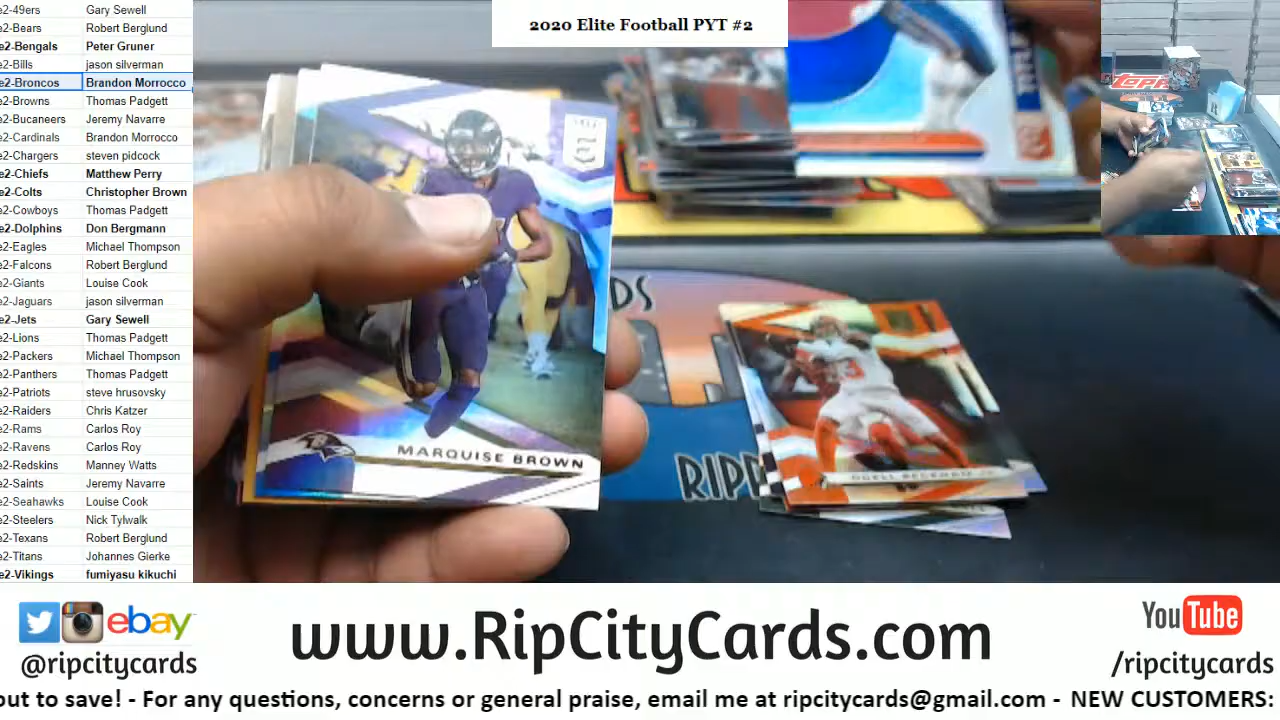 2020 Elite Football PYT #2
e2-49ers Gary Sewell
e2-Bears Robert Berglund
e2-Bengals Peter Gruner
e2-Bills jason silverman
e2-Broncos Brandon Morrocco
e2-Browns Thomas Padgett
e2-Bucaneers Jeremy Navarre
e2-Cardinals Brandon Morrocco
e2-Chargers steven pidcock
e2-Chiefs Matthew Perry
e2-Colts Christopher Brown
e2-Cowboys Thomas Padgett
e2-Dolphins Don Bergmann
e2-Eagles Michael Thompson
e2-Falcons Robert Berglund
e2-Giants Louise Cook
e2-Jaguars jason silverman
e2-Jets Gary Sewell
e2-Lions Thomas Padgett
e2-Packers Michael Thompson
e2-Panthers Thomas Padgett
e2-Patriots steve hrusovsky
e2-Raiders Chris Katzer
e2-Rams Carlos Roy
e2-Ravens Carlos Roy
e2-Redskins Manney Watts
e2-Saints Jeremy Navarre
e2-Seahawks Louise Cook
e2-Steelers Nick Tylwalk
e2-Texans Robert Berglund
e2-Titans Johannes Gierke
e2-Vikings fumiyasu kikuchi
MARQUISE BROWN
ODELL BECKHAM JR.
DS
RIPP
Topps
ebay
@ripcitycards
www.RipCityCards.com
YouTube
/ripcitycards
out to save! - For any questions, concerns or general praise, email me at ripcitycards@gmail.com - NEW CUSTOMERS: